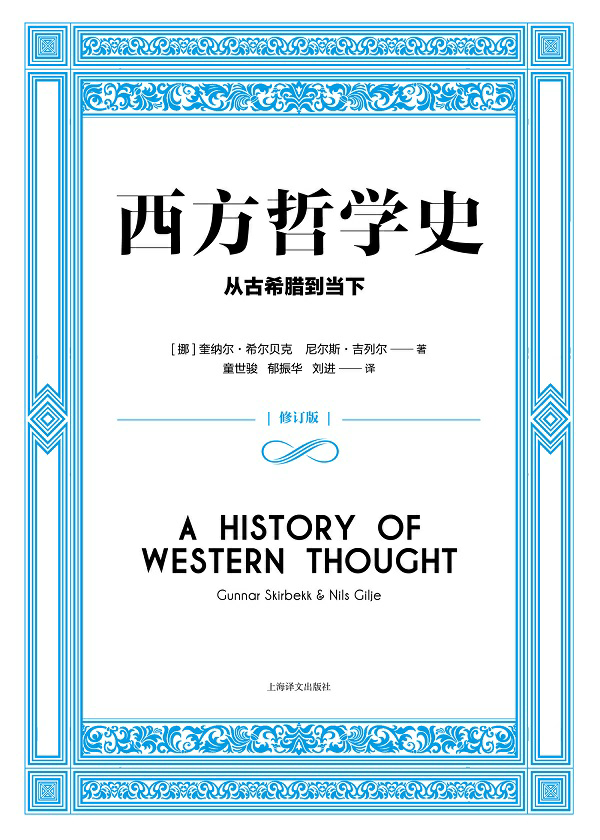 西方哲学史
从古希腊到当下
[ 挪 ] 奎纳尔·希尔贝克 尼尔斯·吉列尔 —— 著
童世骏 郁振华 刘进 —— 译
| 修订版 |
A HISTORY OF
WESTERN THOUGHT
Gunnar Skirbekk & Nils Gilje
上海译文出版社